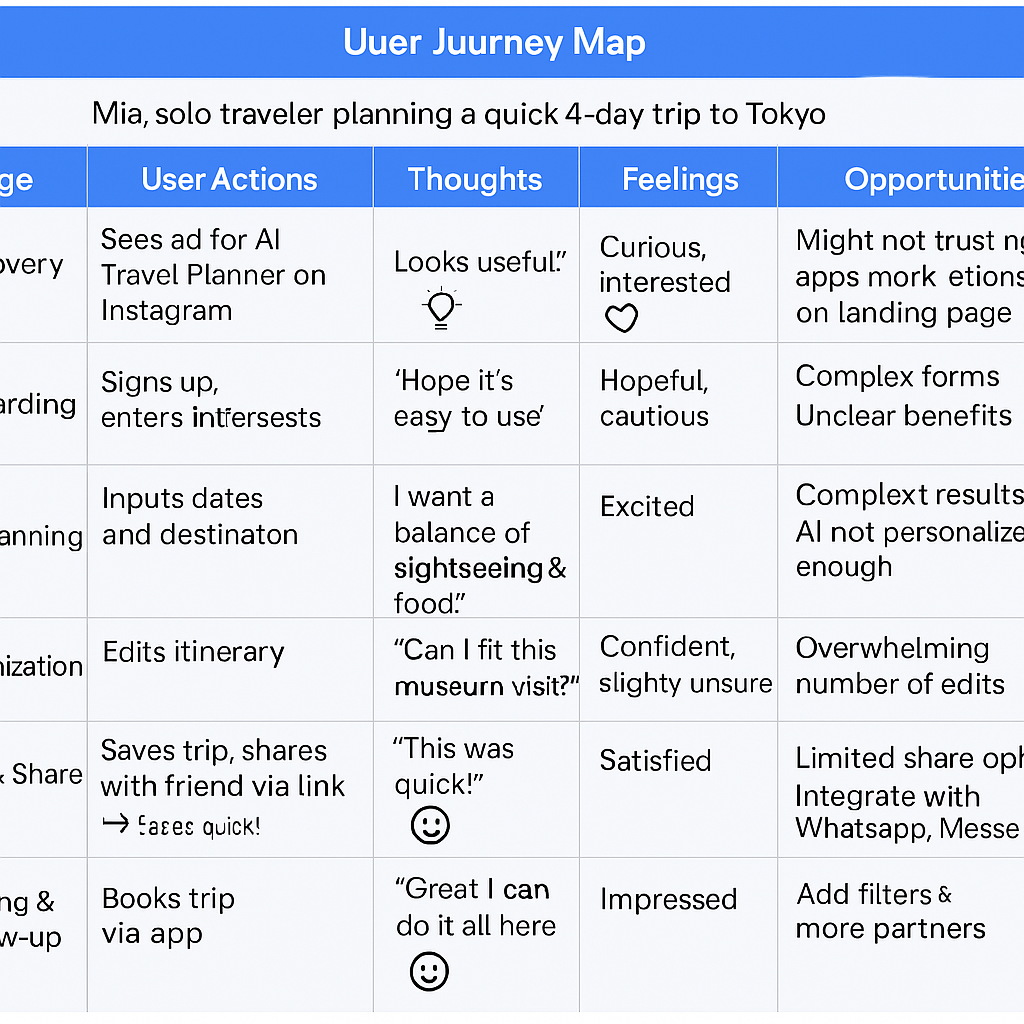 Uuer Juurney Map
Mia, solo traveler planning a quick 4-day trip to Tokyo
ge
User Actions
Thoughts
Feelings
Opportunitie
overy
Sees ad for AI
Travel Planner on
Instagram
Looks useful.”
Curious,
interested
Might not trust ng
apps mork etions
on landing page
arding
Signs up,
enters intfersests
‘Hope it’s
easy to use’
Hopeful,
cautious
Complex forms
Unclear benefits
anning
Inputs dates
and destinaton
I want a
balance of
sightseeing &
food.”
Excited
Complext results
AI not personalize
enough
nization
Edits itinerary
“Can I fit this
museurn visit?”
Confident,
slighty unsure
Overwhelming
number of edits
& Share
Saves trip, shares
with friend via link
→ quick!
“This was
quick!”
Satisfied
Limited share oph
Integrate with
Whatsapp, Messe
ng &
w-up
Books trip
via app
“Great I can
do it all here
Impressed
Add filters &
more partners